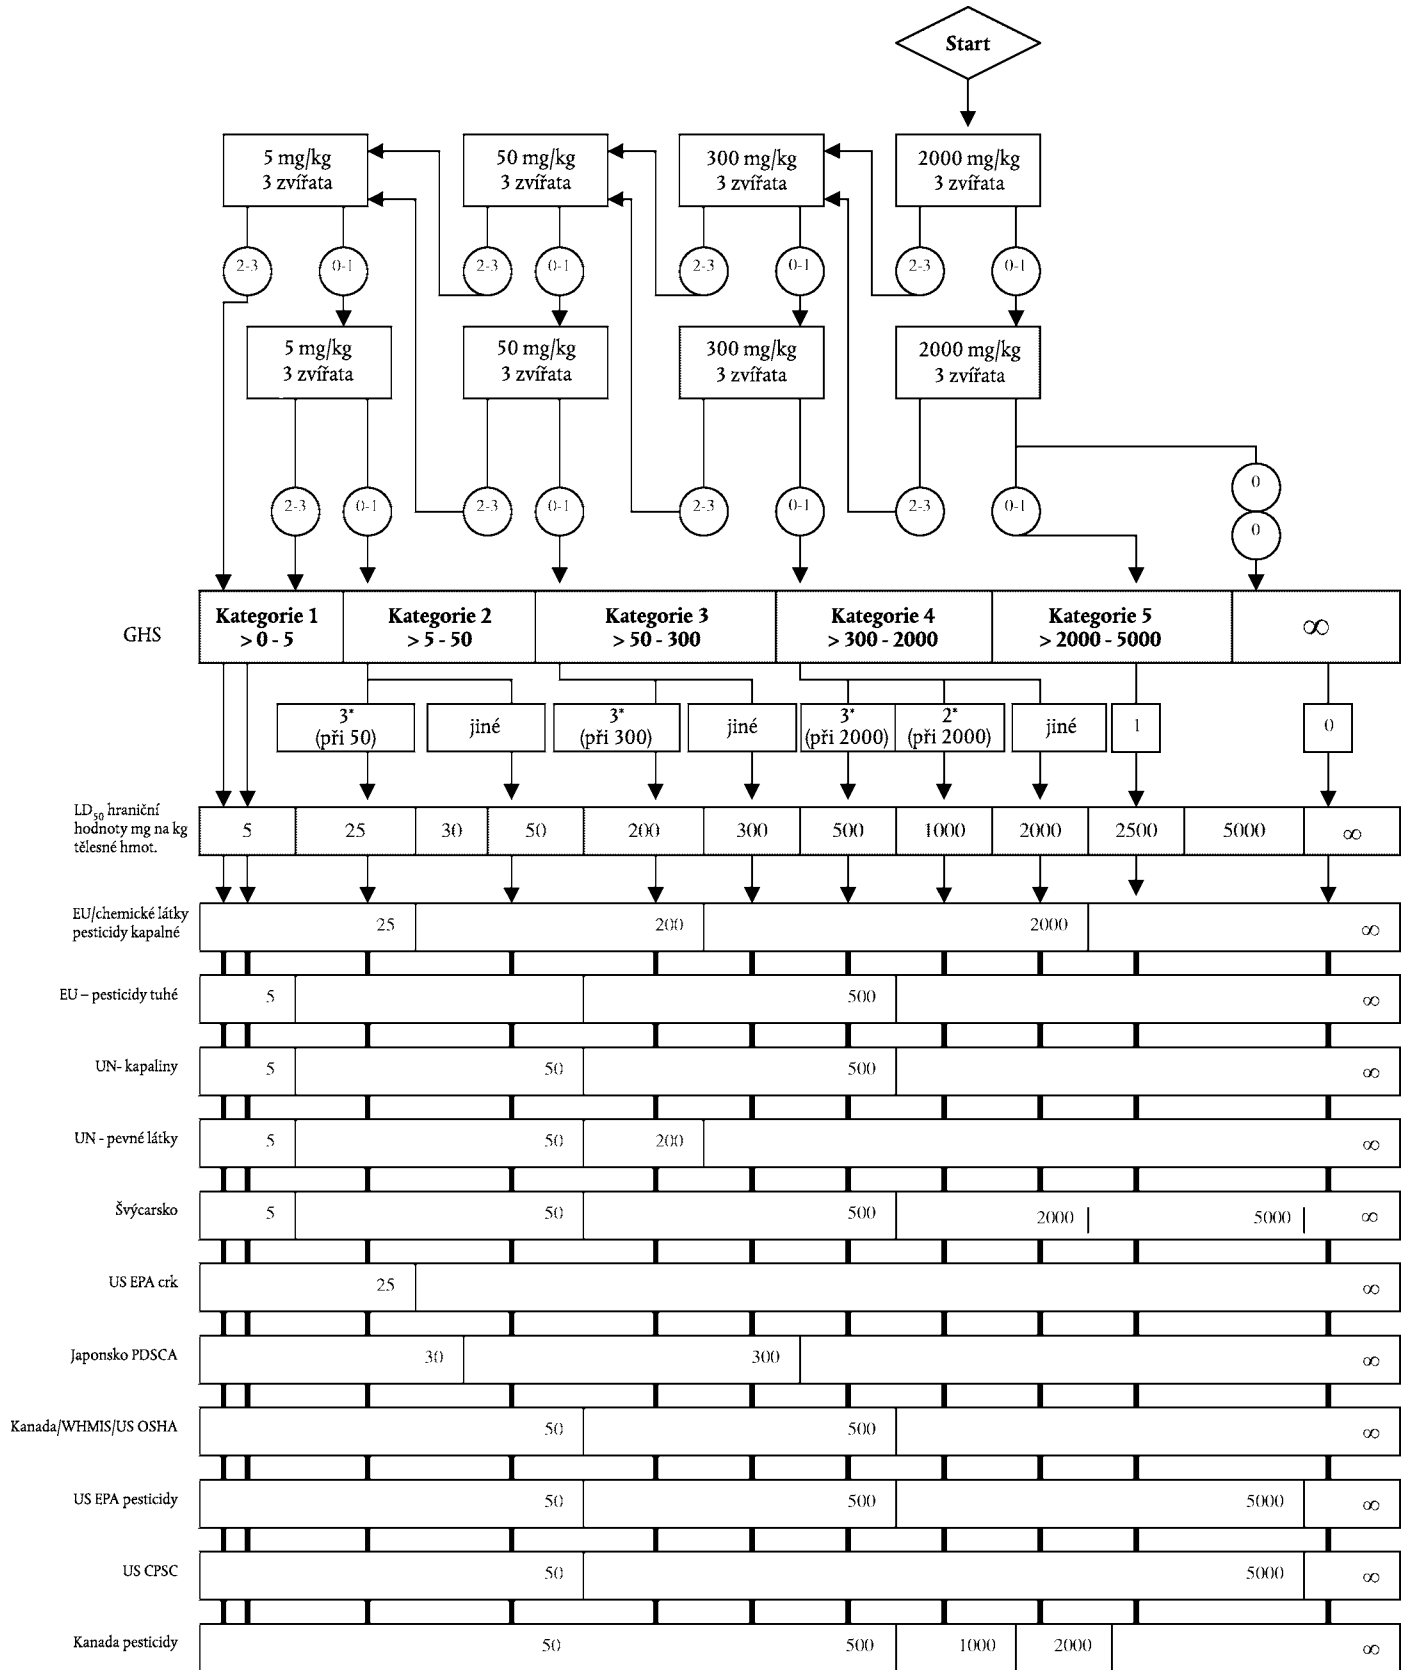 Start
5 mg/kg
3 zvířata
50 mg/kg
3 zvířata
300 mg/kg
3 zvířata
2000 mg/kg
3 zvířata
2-3
0-1
2-3
0-1
2-3
0-1
2-3
0-1
5 mg/kg
3 zvířata
50 mg/kg
3 zvířata
300 mg/kg
3 zvířata
2000 mg/kg
3 zvířata
0
2-3
0-1
2-3
0-1
2-3
0-1
2-3
0-1
0
GHS
Kategorie 1
> 0 - 5
Kategorie 2
> 5 - 50
Kategorie 3
> 50 - 300
Kategorie 4
> 300 - 2000
Kategorie 5
> 2000 - 5000
∞
3*
(při 50)
jiné
3*
(při 300)
jiné
3*
(při 2000)
2*
(při 2000)
jiné
1
0
LD50 hraniční
hodnoty mg na kg
tělesné hmot.
5 25 30 50 200 300 500 1000 2000 2500 5000 ∞
EU/chemické látky
pesticidy kapalné
25 200 2000 ∞
EU – pesticidy tuhé 5 500 ∞
UN- kapaliny 5 50 500 ∞
UN - pevné látky 5 50 200 ∞
Švýcarsko 5 50 500 2000 5000 ∞
US EPA crk 25 ∞
Japonsko PDSCA 30 300 ∞
Kanada/WHMIS/US OSHA 50 500 ∞
US EPA pesticidy 50 500 5000 ∞
US CPSC 50 5000 ∞
Kanada pesticidy 50 500 1000 2000 ∞